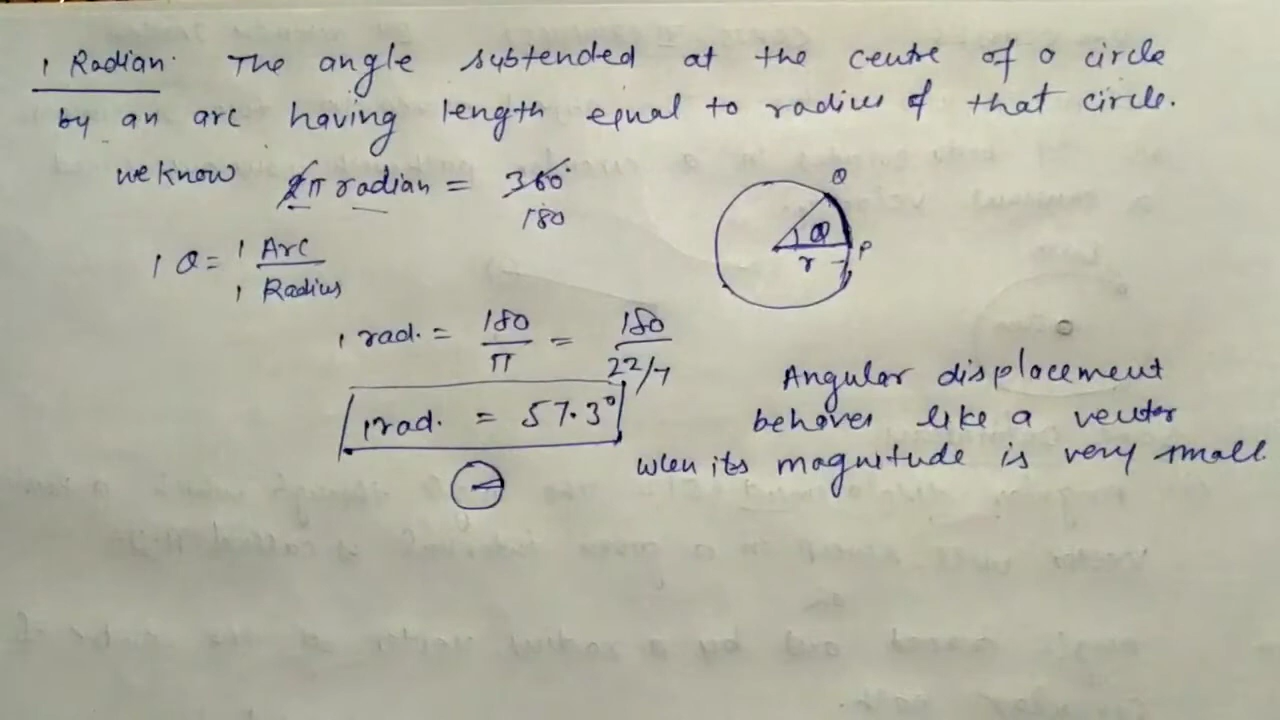 1 Radian. The angle subtended at the centre of a circle
by an arc having length equal to radius of that circle.
we know 2π radian = 360°
180
1 θ = 1 Arc / 1 Radius
Q
θ
r
P
1 rad. = 180/π = 180/22/7
1 rad. = 57.3°
Angular displacement
behaves like a vector
when its magnitude is very small